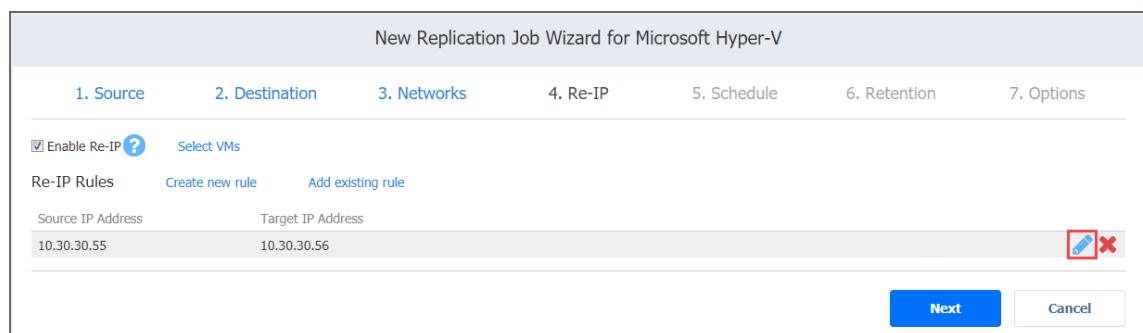 New Replication Job Wizard for Microsoft Hyper-V
1. Source 2. Destination 3. Networks 4. Re-IP 5. Schedule 6. Retention 7. Options
Enable Re-IP ? Select VMs
Re-IP Rules Create new rule Add existing rule
Source IP Address Target IP Address
10.30.30.55 10.30.30.56
Next Cancel